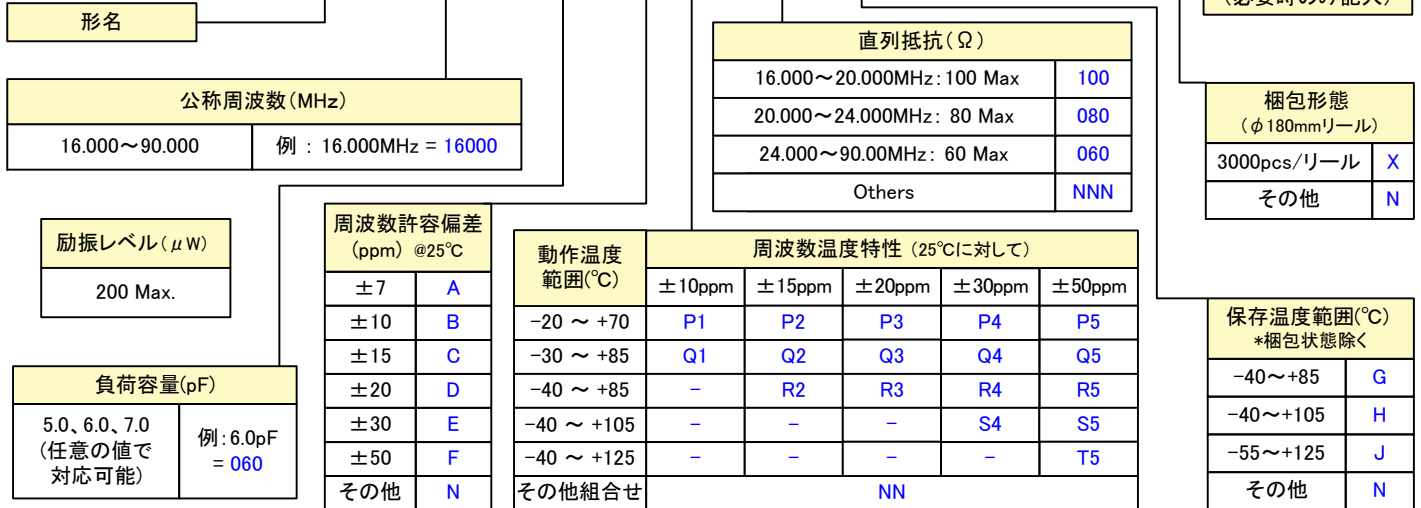 (必要時のみ記入)
形名
公称周波数(MHz)
16.000～90.000 例 : 16.000MHz = 16000
直列抵抗(Ω)
16.000～20.000MHz: 100 Max 100
20.000～24.000MHz: 80 Max 080
24.000～90.00MHz: 60 Max 060
Others NNN
梱包形態
(φ180mmリール)
3000pcs/リール X
その他 N
励振レベル(μW)
200 Max.
負荷容量(pF)
5.0、6.0、7.0
(任意の値で
対応可能)
例:6.0pF
= 060
周波数許容偏差
(ppm) @25℃
±7 A
±10 B
±15 C
±20 D
±30 E
±50 F
その他 N
動作温度
範囲(℃)
周波数温度特性 (25℃に対して)
±10ppm ±15ppm ±20ppm ±30ppm ±50ppm
-20 ～ +70 P1 P2 P3 P4 P5
-30 ～ +85 Q1 Q2 Q3 Q4 Q5
-40 ～ +85 - R2 R3 R4 R5
-40 ～ +105 - - - S4 S5
-40 ～ +125 - - - - T5
その他組合せ NN
保存温度範囲(℃)
*梱包状態除く
-40～+85 G
-40～+105 H
-55～+125 J
その他 N